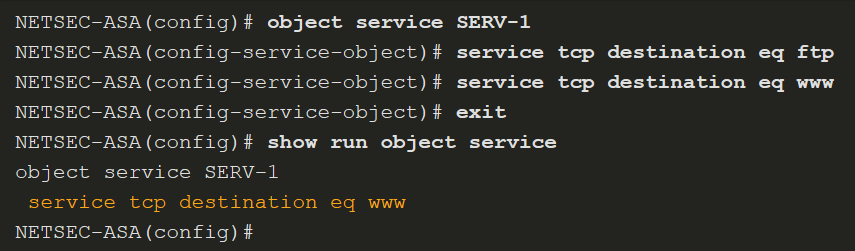 NETSEC-ASA(config)# object service SERV-1
NETSEC-ASA(config-service-object)# service tcp destination eq ftp
NETSEC-ASA(config-service-object)# service tcp destination eq www
NETSEC-ASA(config-service-object)# exit
NETSEC-ASA(config)# show run object service
object service SERV-1
 service tcp destination eq www
NETSEC-ASA(config)#